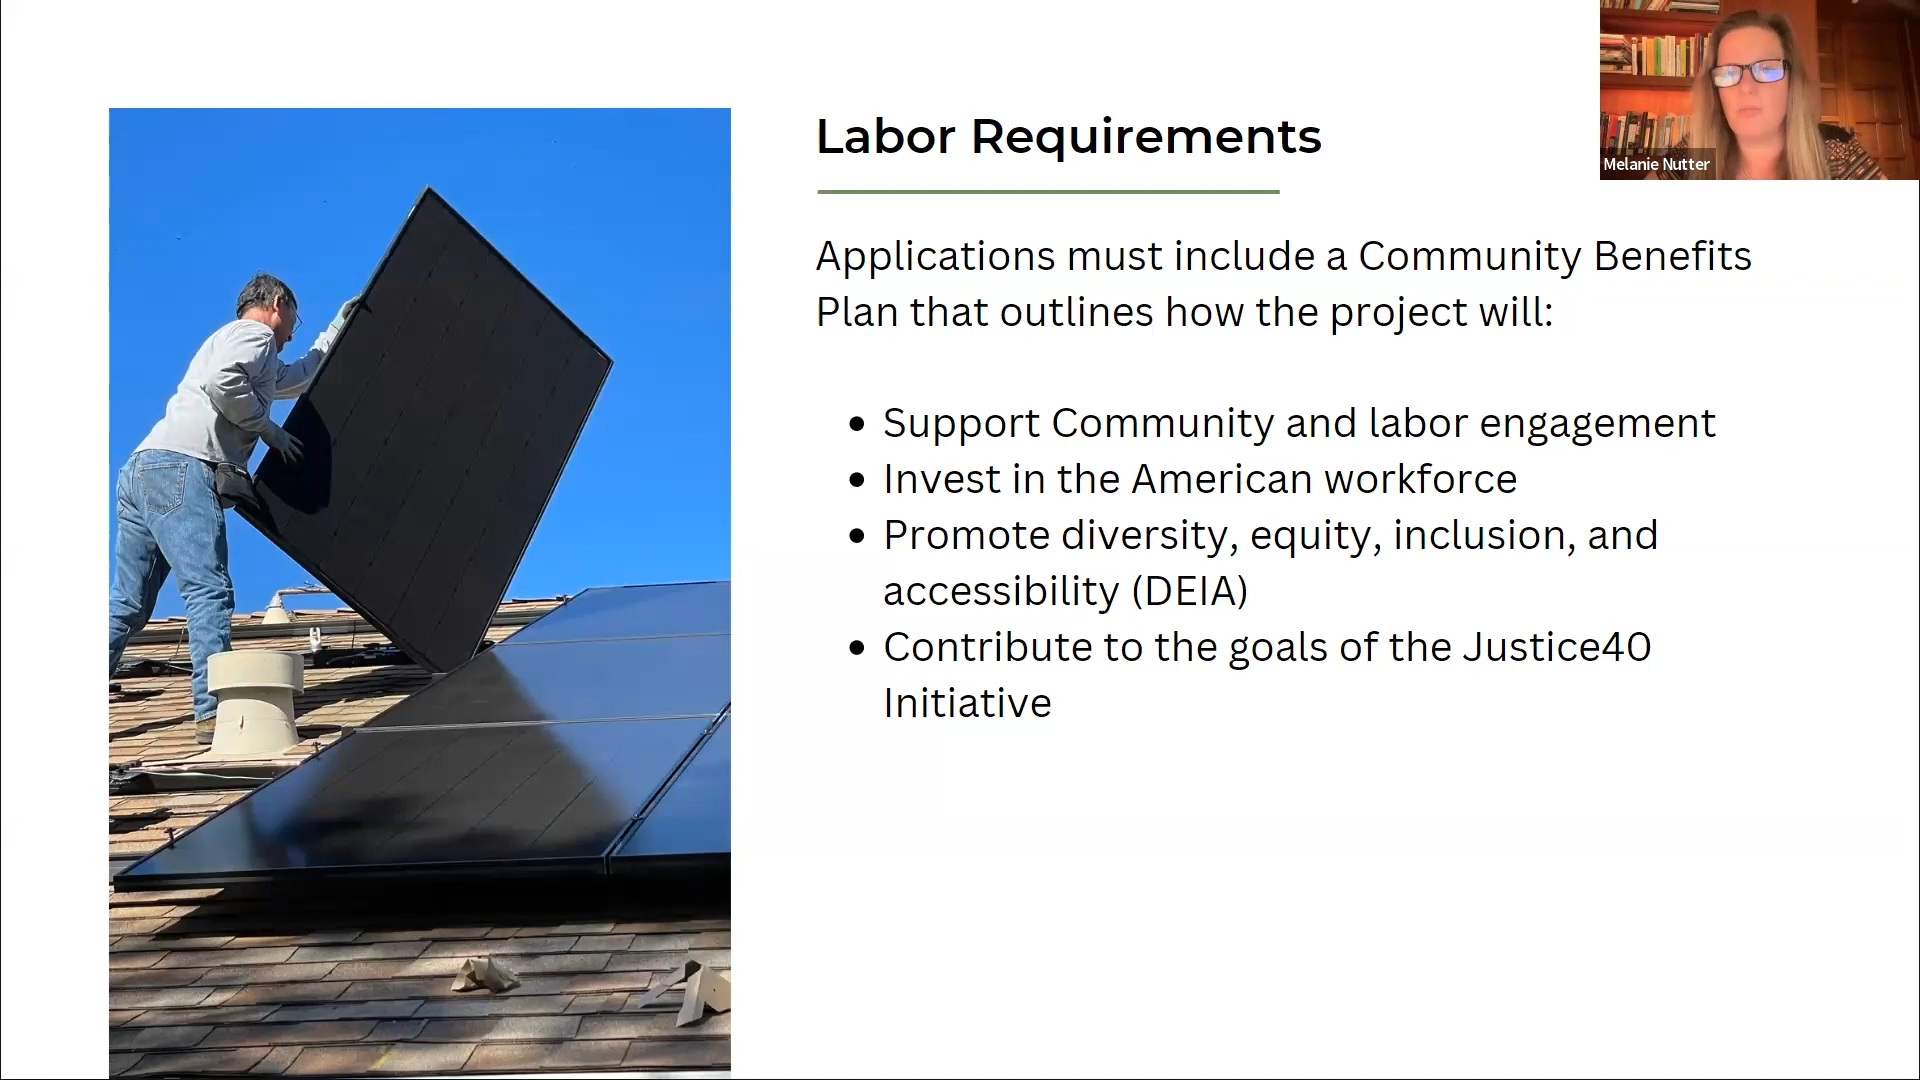 Labor Requirements
Melanie Nutter
Applications must include a Community Benefits
Plan that outlines how the project will:
• Support Community and labor engagement
• Invest in the American workforce
• Promote diversity, equity, inclusion, and
accessibility (DEIA)
• Contribute to the goals of the Justice40
Initiative